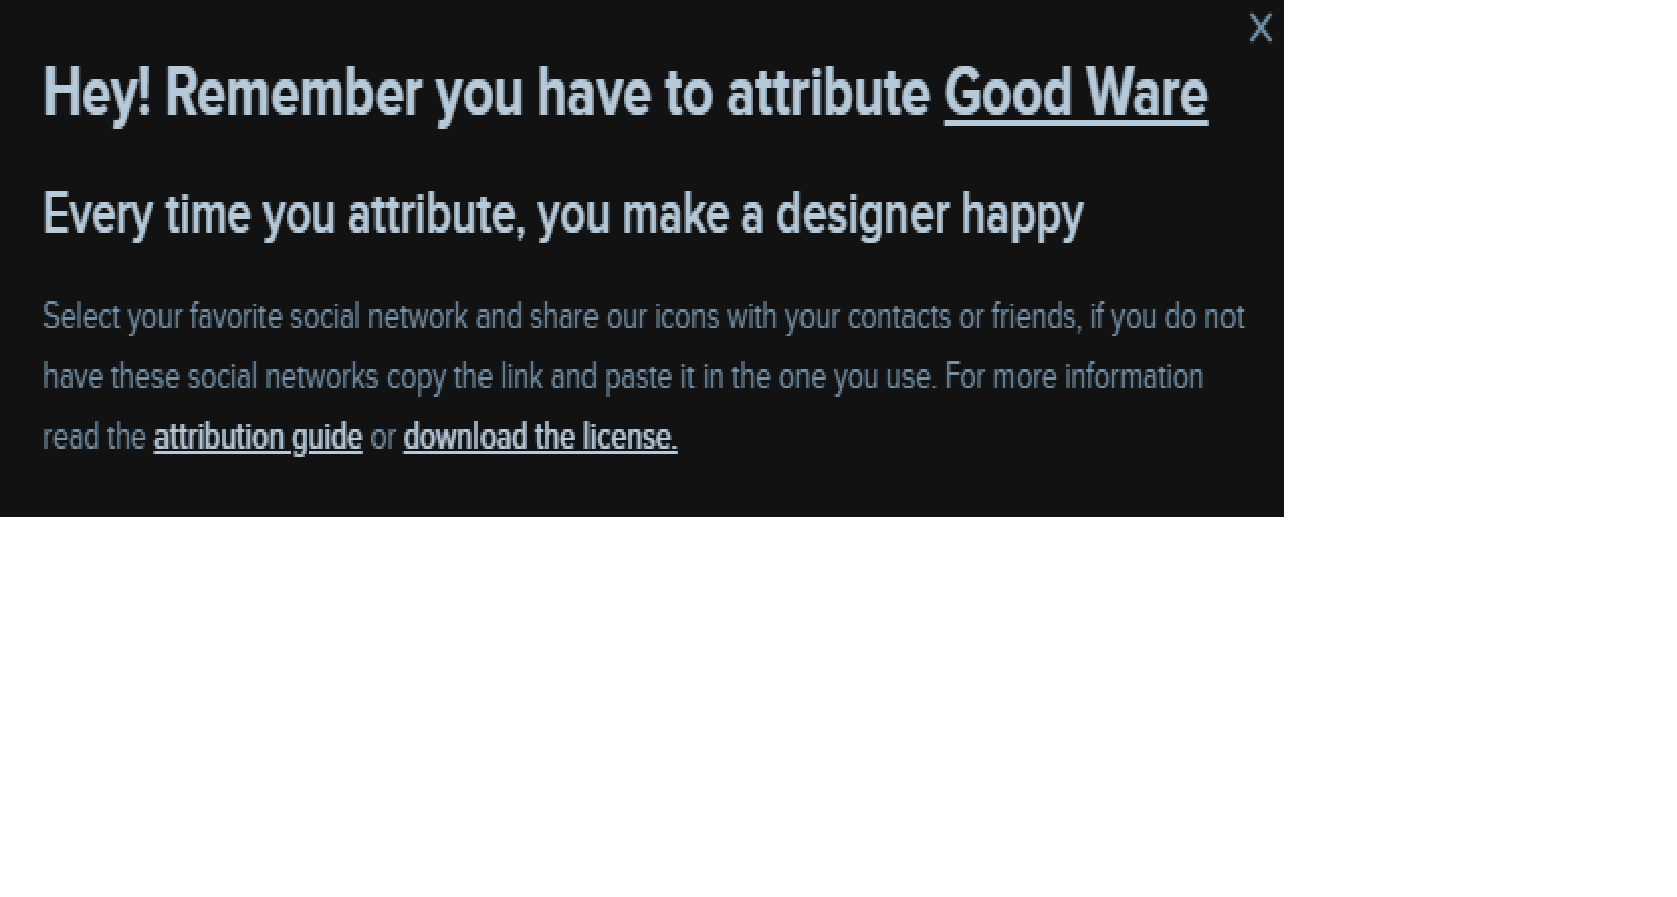 X
Hey! Remember you have to attribute Good Ware
Every time you attribute, you make a designer happy
Select your favorite social network and share our icons with your contacts or friends, if you do not
have these social networks copy the link and paste it in the one you use. For more information
read the attribution guide or download the license.